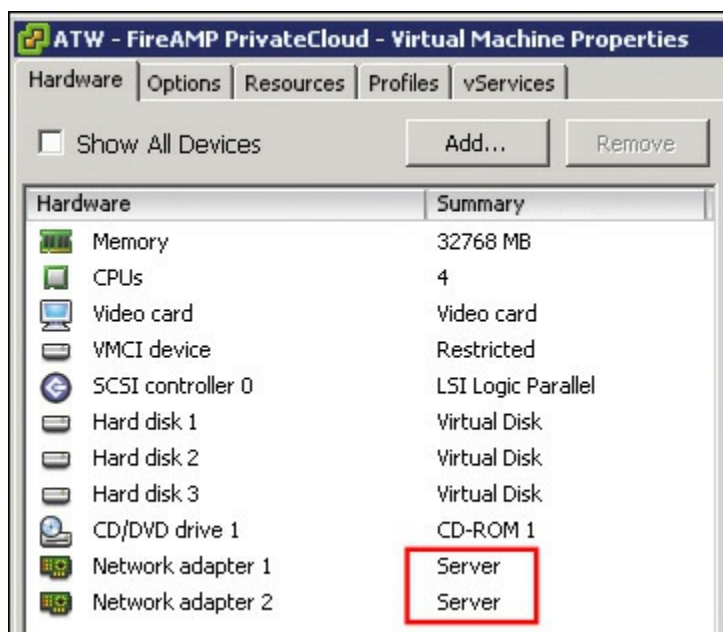 ATW - FireAMP PrivateCloud - Virtual Machine Properties
Hardware Options Resources Profiles vServices
Show All Devices Add... Remove
Hardware Summary
Memory 32768 MB
CPUs 4
Video card Video card
VMCI device Restricted
SCSI controller 0 LSI Logic Parallel
Hard disk 1 Virtual Disk
Hard disk 2 Virtual Disk
Hard disk 3 Virtual Disk
CD/DVD drive 1 CD-ROM 1
Network adapter 1 Server
Network adapter 2 Server